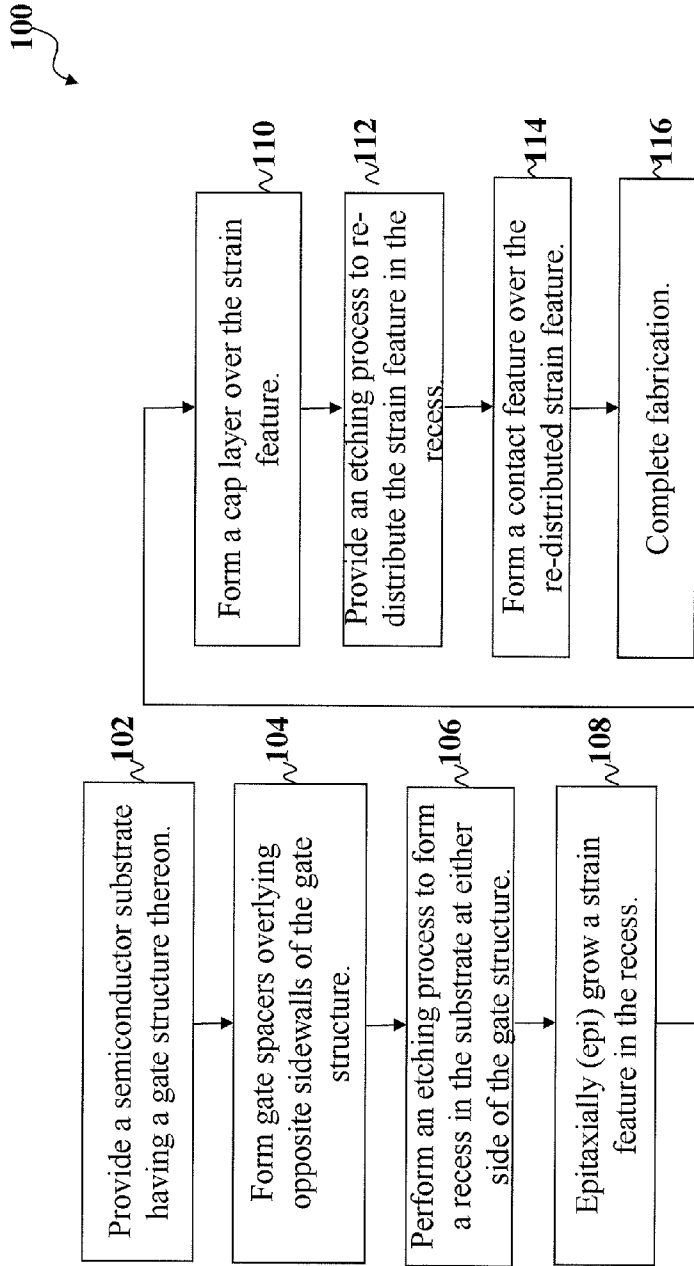 100
102
Provide a semiconductor substrate
having a gate structure thereon.
104
Form gate spacers overlying
opposite sidewalls of the gate
structure.
106
Perform an etching process to form
a recess in the substrate at either
side of the gate structure.
108
Epitaxially (epi) grow a strain
feature in the recess.
110
Form a cap layer over the strain
feature.
112
Provide an etching process to re-
distribute the strain feature in the
recess.
114
Form a contact feature over the
re-distributed strain feature.
116
Complete fabrication.